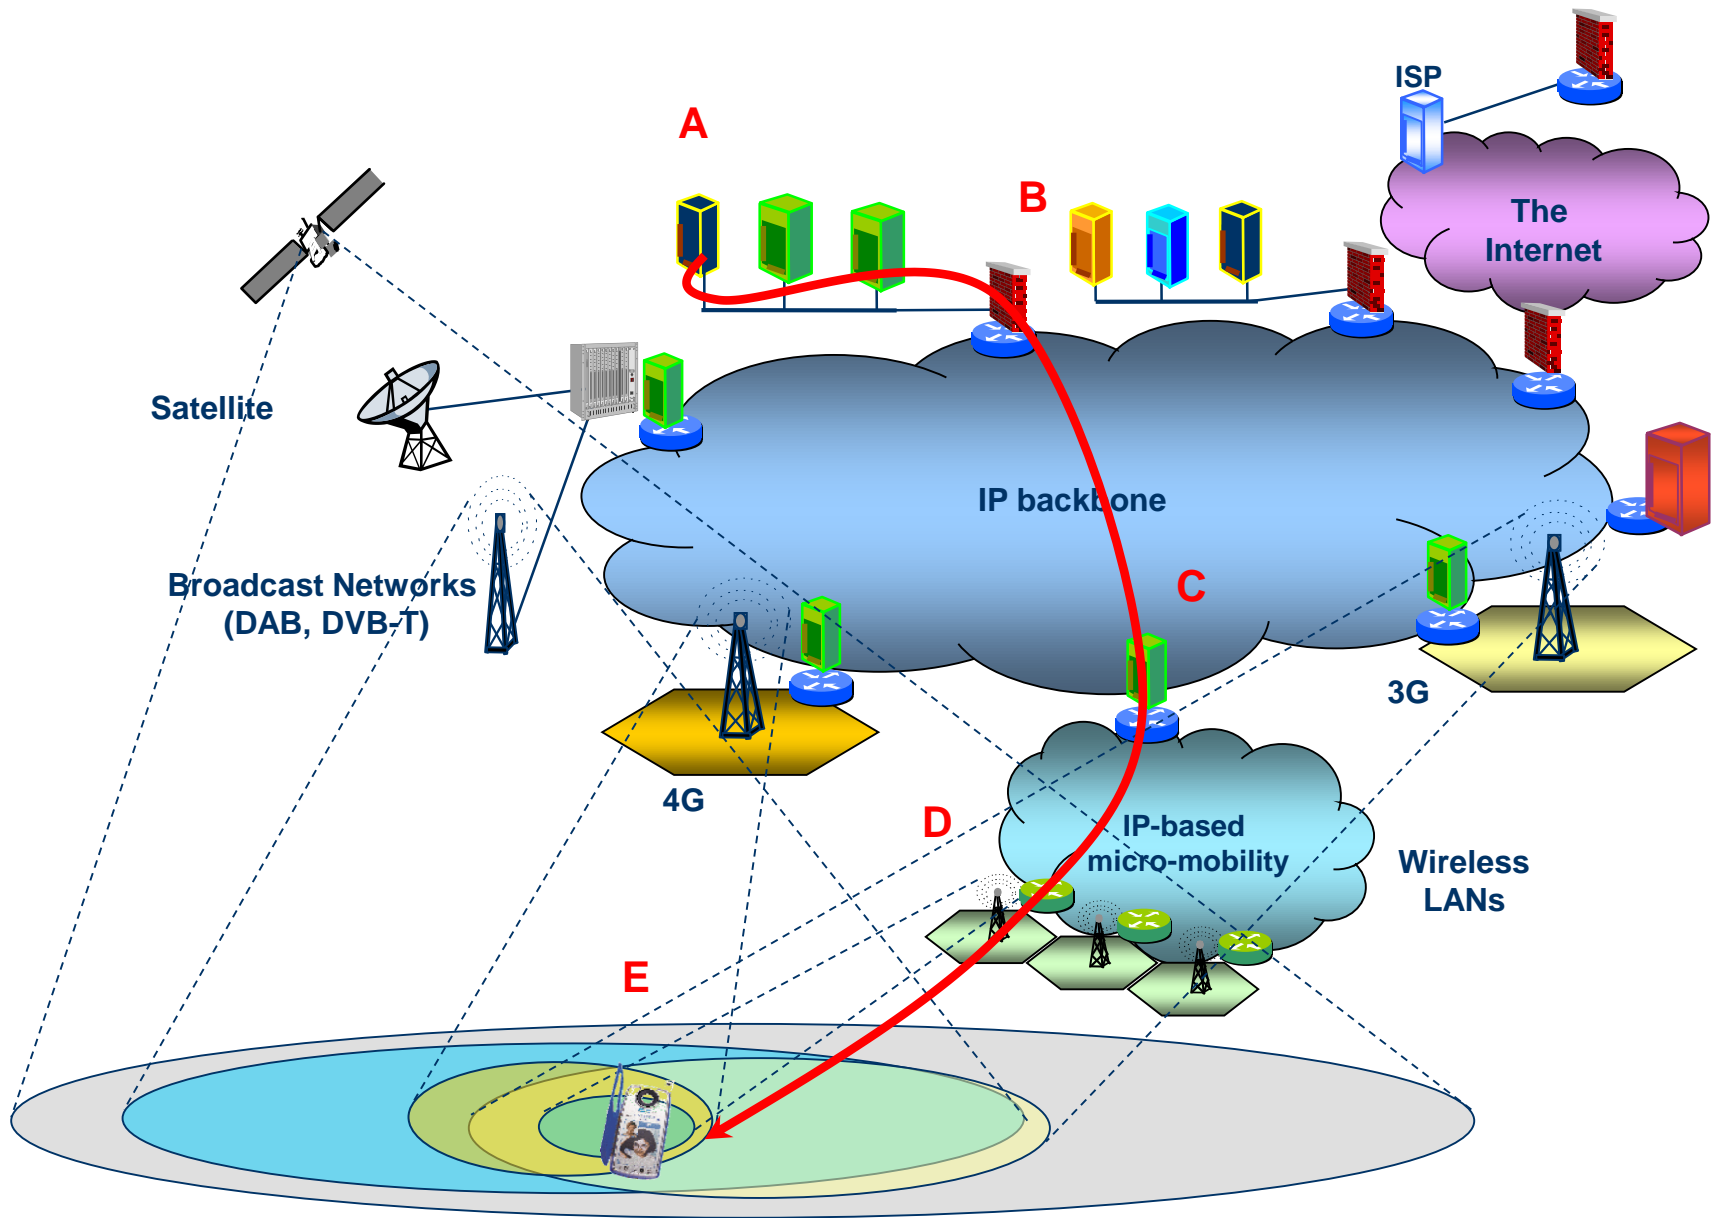 ISP
A
B
The
Internet
Satellite
IP backbone
Broadcast Networks
(DAB, DVB-T)
C
3G
4G
D
IP-based
micro-mobility
Wireless
LANs
E